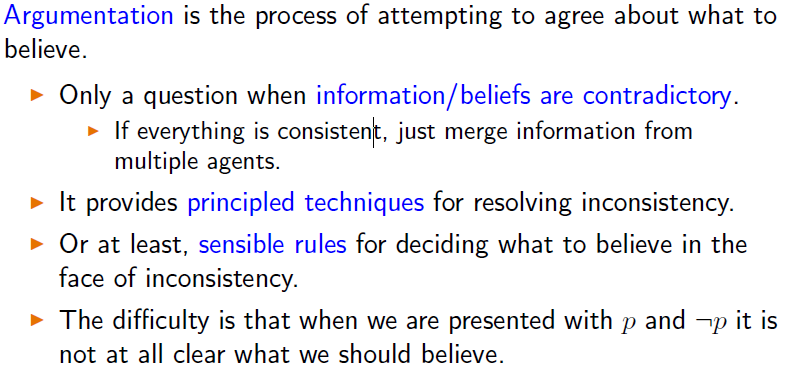 Argumentation is the process of attempting to agree about what to
believe.
▶ Only a question when information/beliefs are contradictory.
▶ If everything is consistent, just merge information from
multiple agents.
▶ It provides principled techniques for resolving inconsistency.
▶ Or at least, sensible rules for deciding what to believe in the
face of inconsistency.
▶ The difficulty is that when we are presented with p and ¬p it is
not at all clear what we should believe.